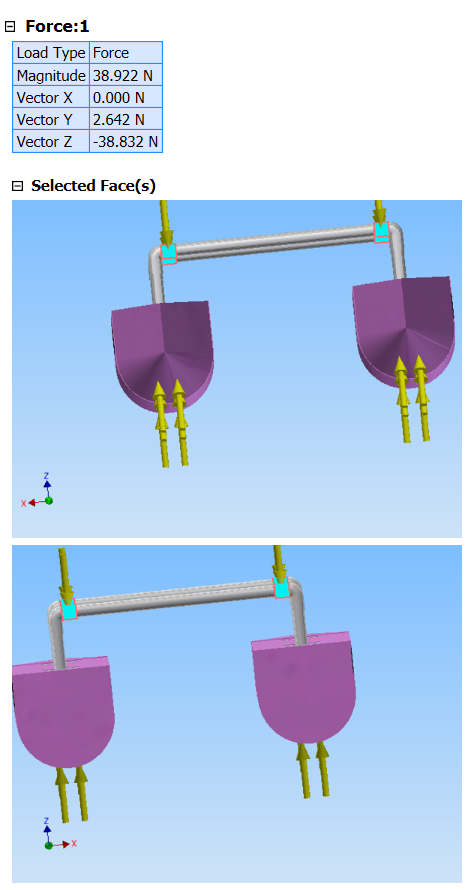 Force:1
Load Type Force
Magnitude 38.922 N
Vector X 0.000 N
Vector Y 2.642 N
Vector Z -38.832 N
Selected Face(s)
Z
X
Z
X